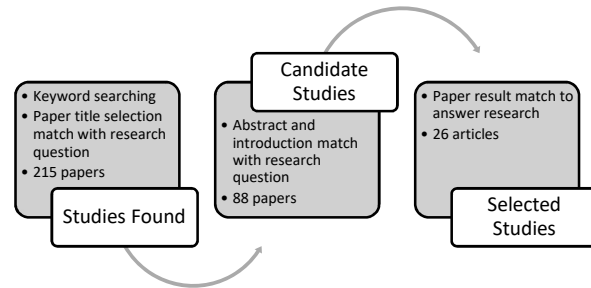 • Keyword searching
• Paper title selection
match with research
question
• 215 papers
Studies Found
Candidate
Studies
• Abstract and
introduction match
with research
question
• 88 papers
• Paper result match to
answer research
• 26 articles
Selected
Studies